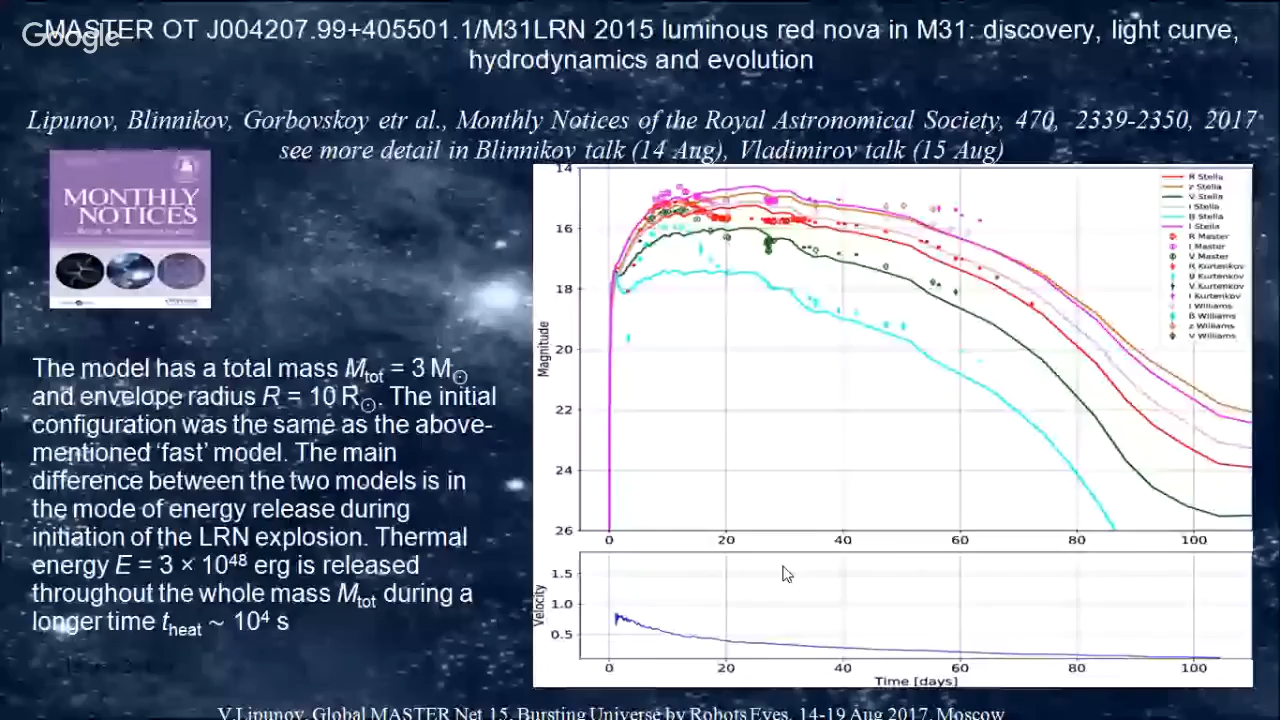 Google
MASTER OT J004207.99+405501.1/M31LRN 2015 luminous red nova in M31: discovery, light curve,
hydrodynamics and evolution
Lipunov, Blinnikov, Gorbovskoy etr al., Monthly Notices of the Royal Astronomical Society, 470, 2339-2350, 2017
see more detail in Blinnikov talk (14 Aug), Vladimirov talk (15 Aug)
MONTHLY
NOTICES
The model has a total mass Mtot = 3 M⊙
and envelope radius R = 10 R⊙. The initial
configuration was the same as the above-
mentioned ‘fast’ model. The main
difference between the two models is in
the mode of energy release during
initiation of the LRN explosion. Thermal
energy E = 3 × 10⁴⁸ erg is released
throughout the whole mass Mtot during a
longer time theat ~ 10⁴ s
14
16
18
20
22
24
26
Magnitude
R Stella
z Stella
V Stella
I Stella
B Stella
I Stella
R Master
I Master
V Master
R Kurtenkov
B Kurtenkov
V Kurtenkov
I Kurtenkov
I Williams
B Williams
z Williams
V Williams
0 20 40 60 80 100
1.5
1.0
0.5
Velocity
0 20 40 60 80 100
Time [days]
V.Lipunov, Global MASTER Net 15, Bursting Universe by Robots Eyes, 14-19 Aug 2017, Moscow